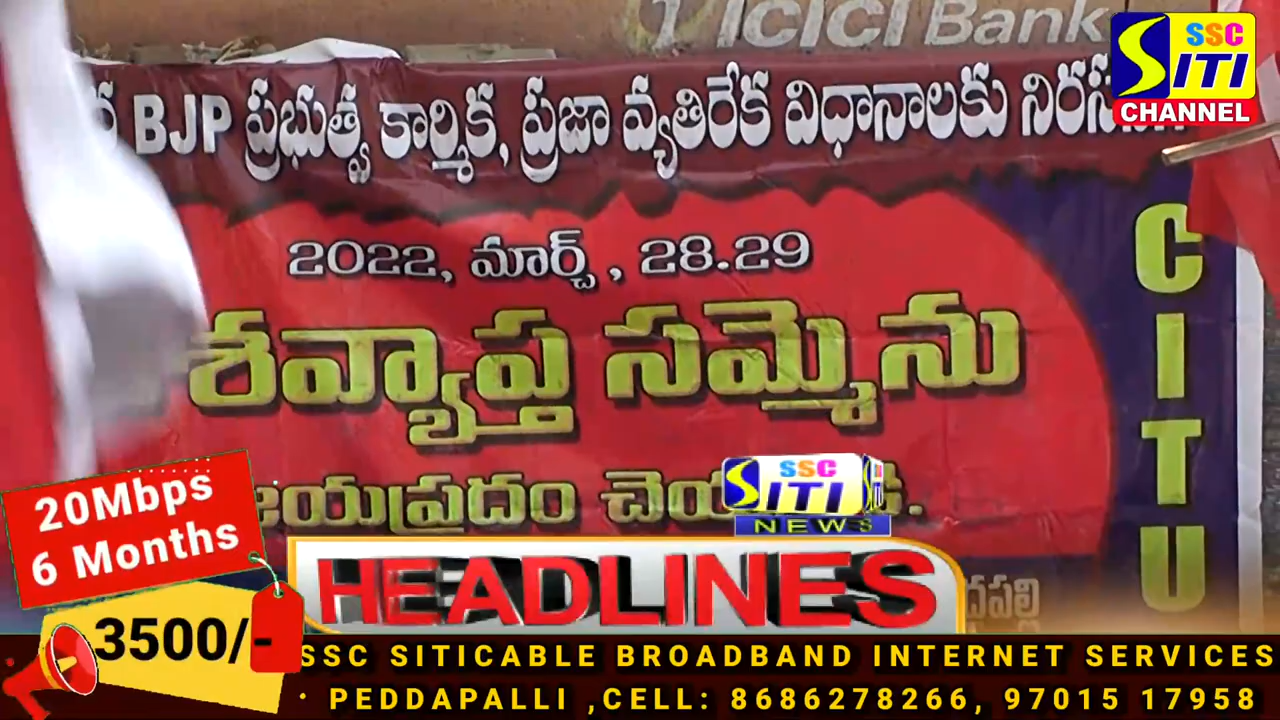 ICICI Bank
SSC
SITI
CHANNEL
BJP ప్రభుత్వ కార్మిక, ప్రజా వ్యతిరేక విధానాలకు
2022, మార్చ్, 28.29
శవ్యాప్త సమ్మెను
CITU
SSC
SITI
NEWS
HEADLINES
20Mbps
6 Months
3500/-
SSC SITICABLE BROADBAND INTERNET SERVICES
PEDDAPALLI ,CELL: 8686278266, 97015 17958